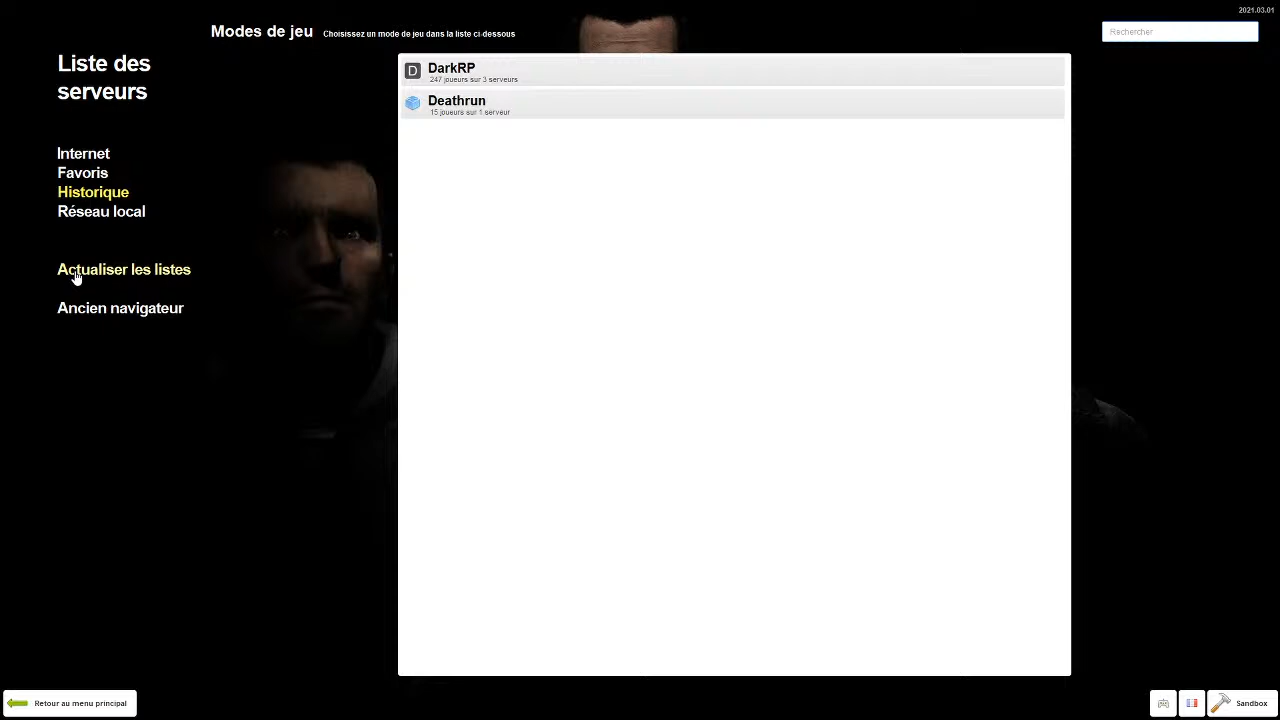 2021.03.01
Modes de jeu Choisissez un mode de jeu dans la liste ci-dessous
Rechercher
Liste des
serveurs
Internet
Favoris
Historique
Réseau local
Actualiser les listes
Ancien navigateur
D DarkRP
247 joueurs sur 3 serveurs
Deathrun
15 joueurs sur 1 serveur
Retour au menu principal
Sandbox